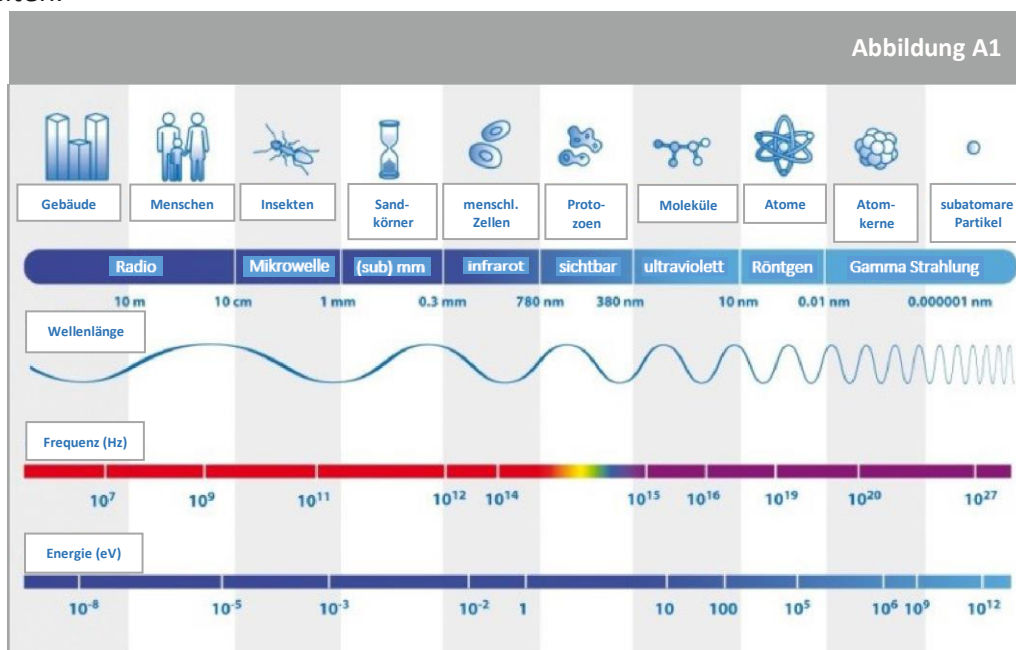 Abbildung A1
Gebäude
Menschen
Insekten
Sand-
körner
menschl.
Zellen
Proto-
zoen
Moleküle
Atome
Atom-
kerne
subatomare
Partikel
Radio
Mikrowelle
(sub) mm
infrarot
sichtbar
ultraviolett
Röntgen
Gamma Strahlung
10 m
10 cm
1 mm
0.3 mm
780 nm
380 nm
10 nm
0.01 nm
0.000001 nm
Wellenlänge
Frequenz (Hz)
10⁷
10⁹
10¹¹
10¹²
10¹⁴
10¹⁵
10¹⁶
10¹⁹
10²⁰
10²⁷
Energie (eV)
10⁻⁸
10⁻⁵
10⁻³
10⁻²
1
10
100
10⁵
10⁶
10⁹
10¹²